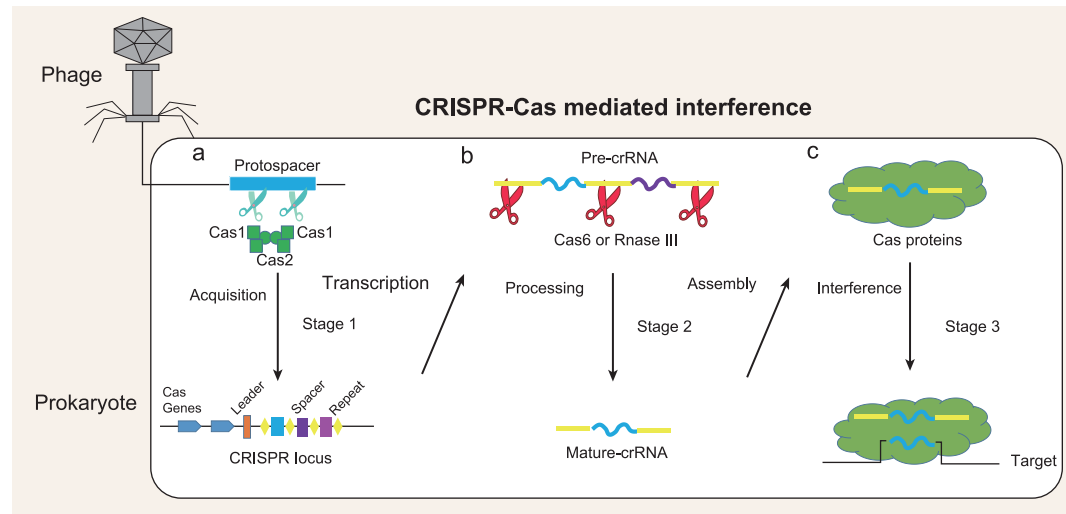 Phage
CRISPR-Cas mediated interference
a
Protospacer
Cas1
Cas1
Cas2
Acquisition
Stage 1
Transcription
Prokaryote
Cas
Genes
Leader
Spacer
Repeat
CRISPR locus
b
Pre-crRNA
Cas6 or Rnase III
Processing
Stage 2
Assembly
Mature-crRNA
c
Cas proteins
Interference
Stage 3
Target